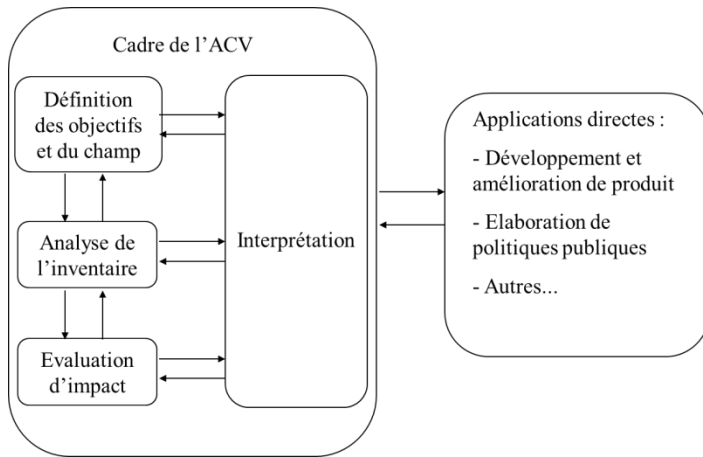 Cadre de l’ACV
Définition
des objectifs
et du champ
Analyse de
l’inventaire
Evaluation
d’impact
Interprétation
Applications directes :
- Développement et
amélioration de produit
- Elaboration de
politiques publiques
- Autres...